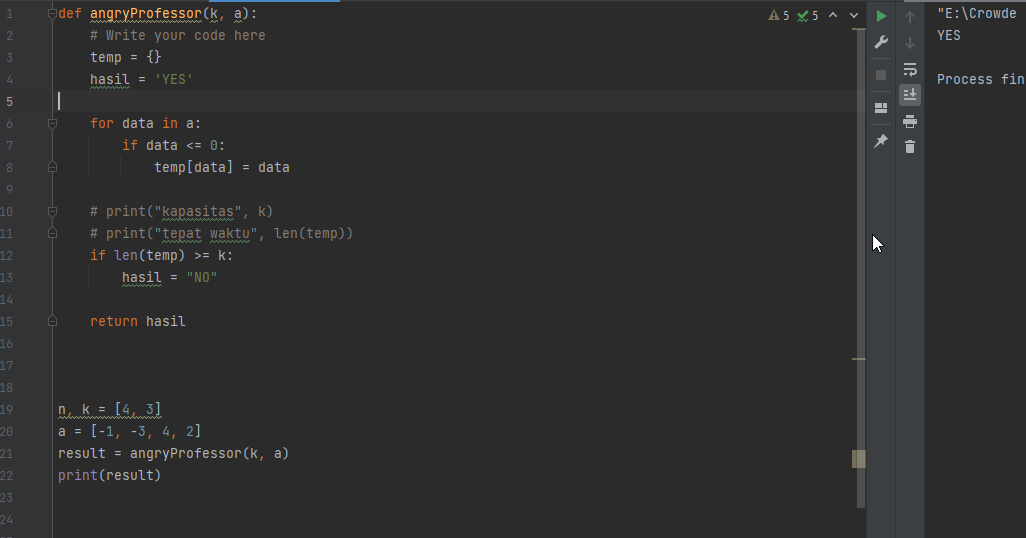 1 def angryProfessor(k, a):
2 # Write your code here
3 temp = {}
4 hasil = 'YES'
5
6 for data in a:
7 if data <= 0:
8 temp[data] = data
9
10 # print("kapasitas", k)
11 # print("tepat waktu", len(temp))
12 if len(temp) >= k:
13 hasil = "NO"
14
15 return hasil
16
17
18
19 n, k = [4, 3]
20 a = [-1, -3, 4, 2]
21 result = angryProfessor(k, a)
22 print(result)
23
24
5 5
"E:\Crowde
YES
Process fin